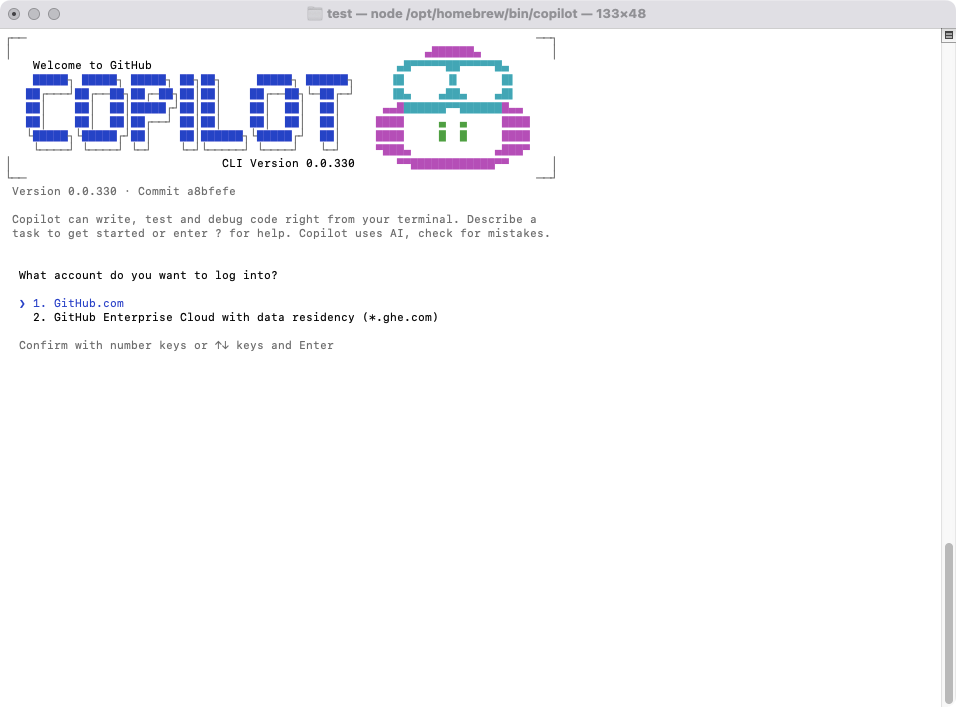 test — node /opt/homebrew/bin/copilot — 133×48
Welcome to GitHub
COPILOT
CLI Version 0.0.330
Version 0.0.330 · Commit a8bfefe
Copilot can write, test and debug code right from your terminal. Describe a
task to get started or enter ? for help. Copilot uses AI, check for mistakes.
What account do you want to log into?
❯ 1. GitHub.com
2. GitHub Enterprise Cloud with data residency (*.ghe.com)
Confirm with number keys or ↑↓ keys and Enter